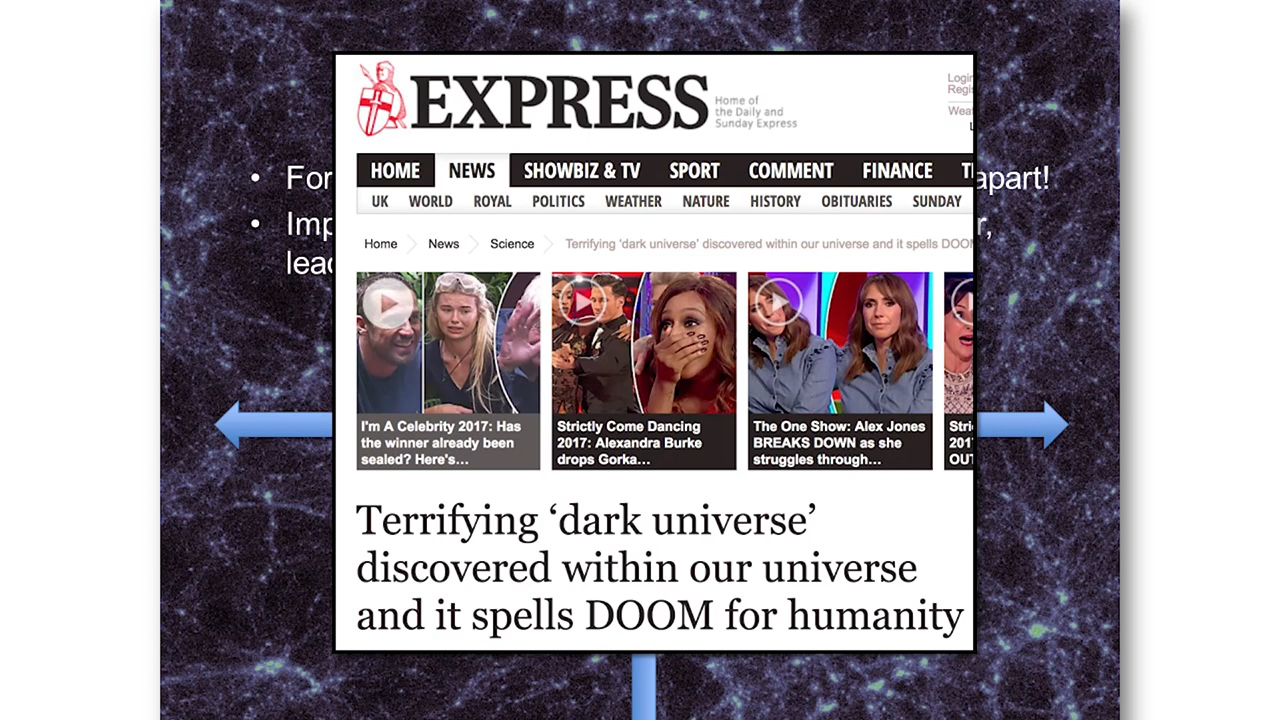 EXPRESS
Home of
the Daily and
Sunday Express
HOME NEWS SHOWBIZ & TV SPORT COMMENT FINANCE
apart!
UK WORLD ROYAL POLITICS WEATHER NATURE HISTORY OBITUARIES SUNDAY
Home News Science Terrifying ‘dark universe’ discovered within our universe and it spells DOOM
I'm A Celebrity 2017: Has
the winner already been
sealed? Here's...
Strictly Come Dancing
2017: Alexandra Burke
drops Gorka...
The One Show: Alex Jones
BREAKS DOWN as she
struggles through...
Terrifying ‘dark universe’
discovered within our universe
and it spells DOOM for humanity